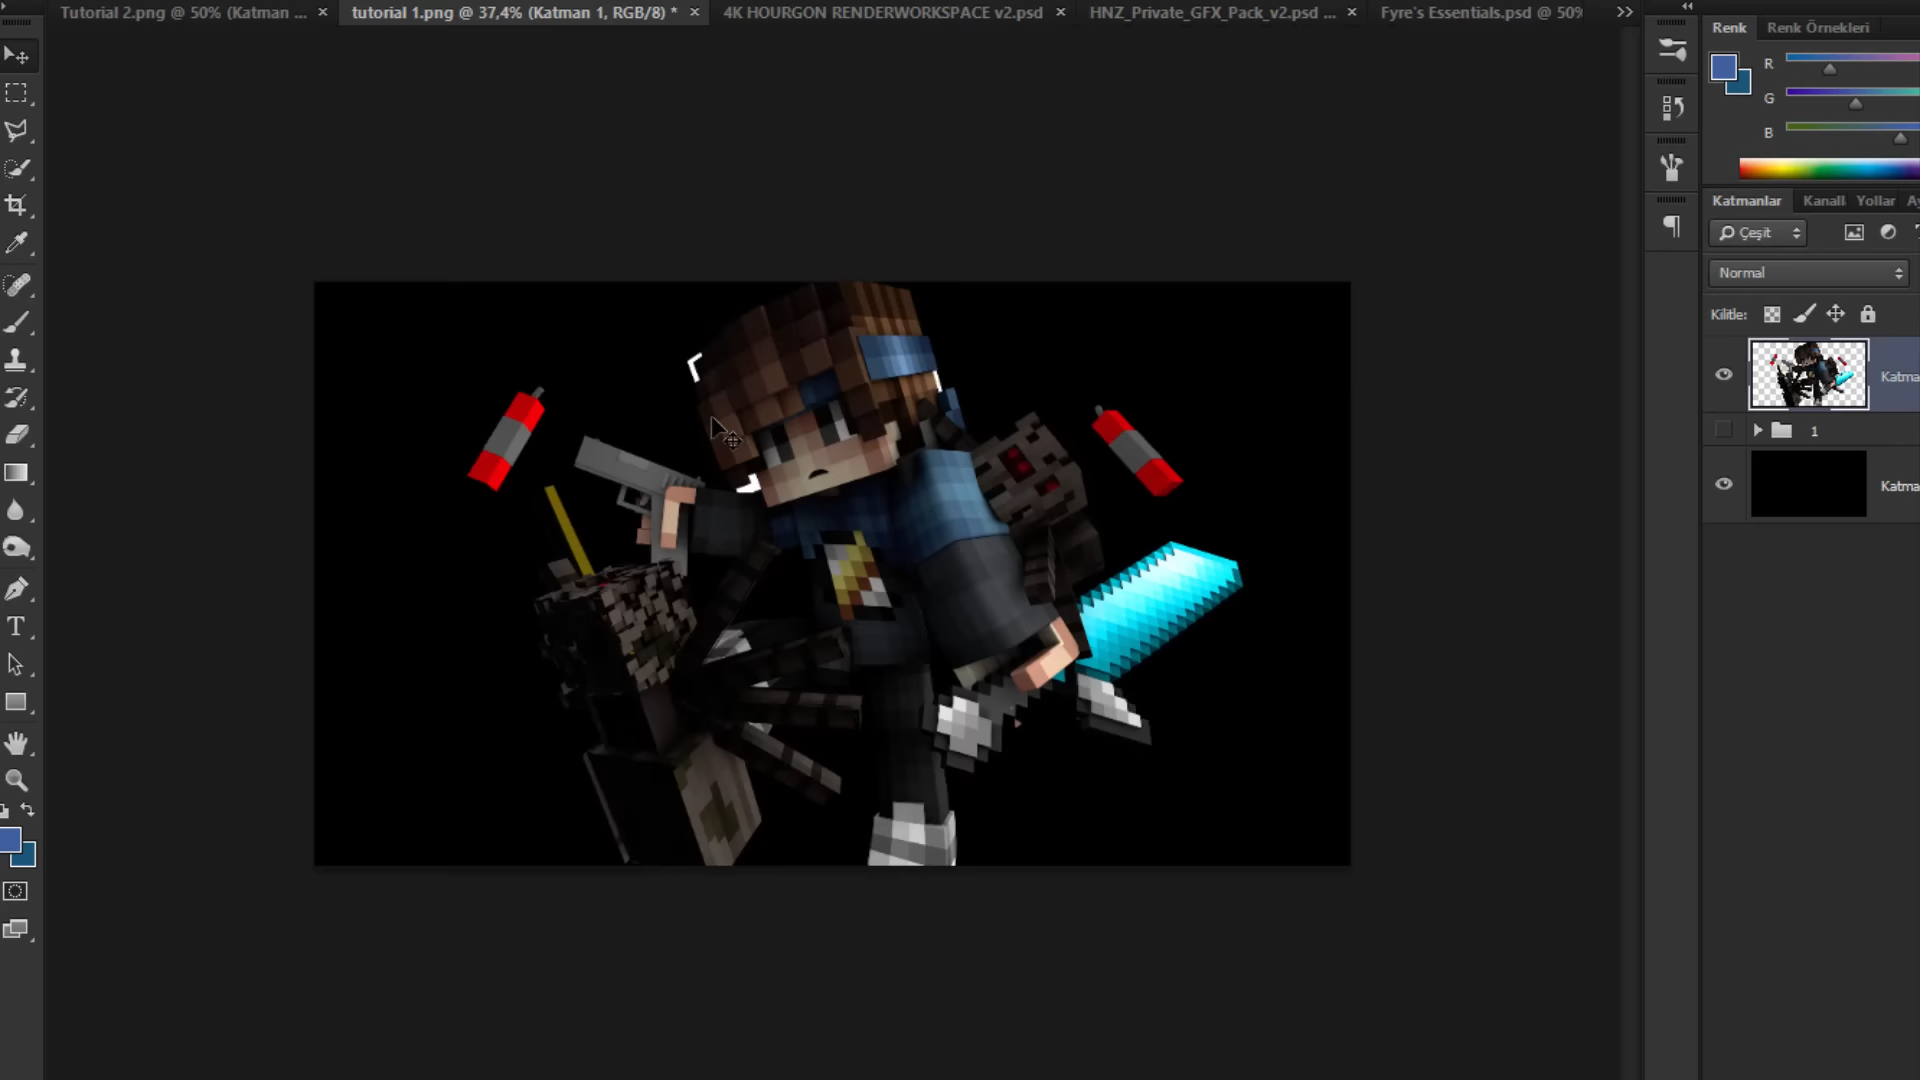 Tutorial 2.png @ 50% (Katman ...
tutorial 1.png @ 37,4% (Katman 1, RGB/8) *
4K HOURGON RENDERWORKSPACE v2.psd
HNZ_Private_GFX_Pack_v2.psd ...
Fyre's Essentials.psd @ 50%
Renk
Renk Örnekleri
R
G
B
Katmanlar
Kanall
Yollar
Ay
Çeşit
Normal
Kilitle:
Katma
1
Katma